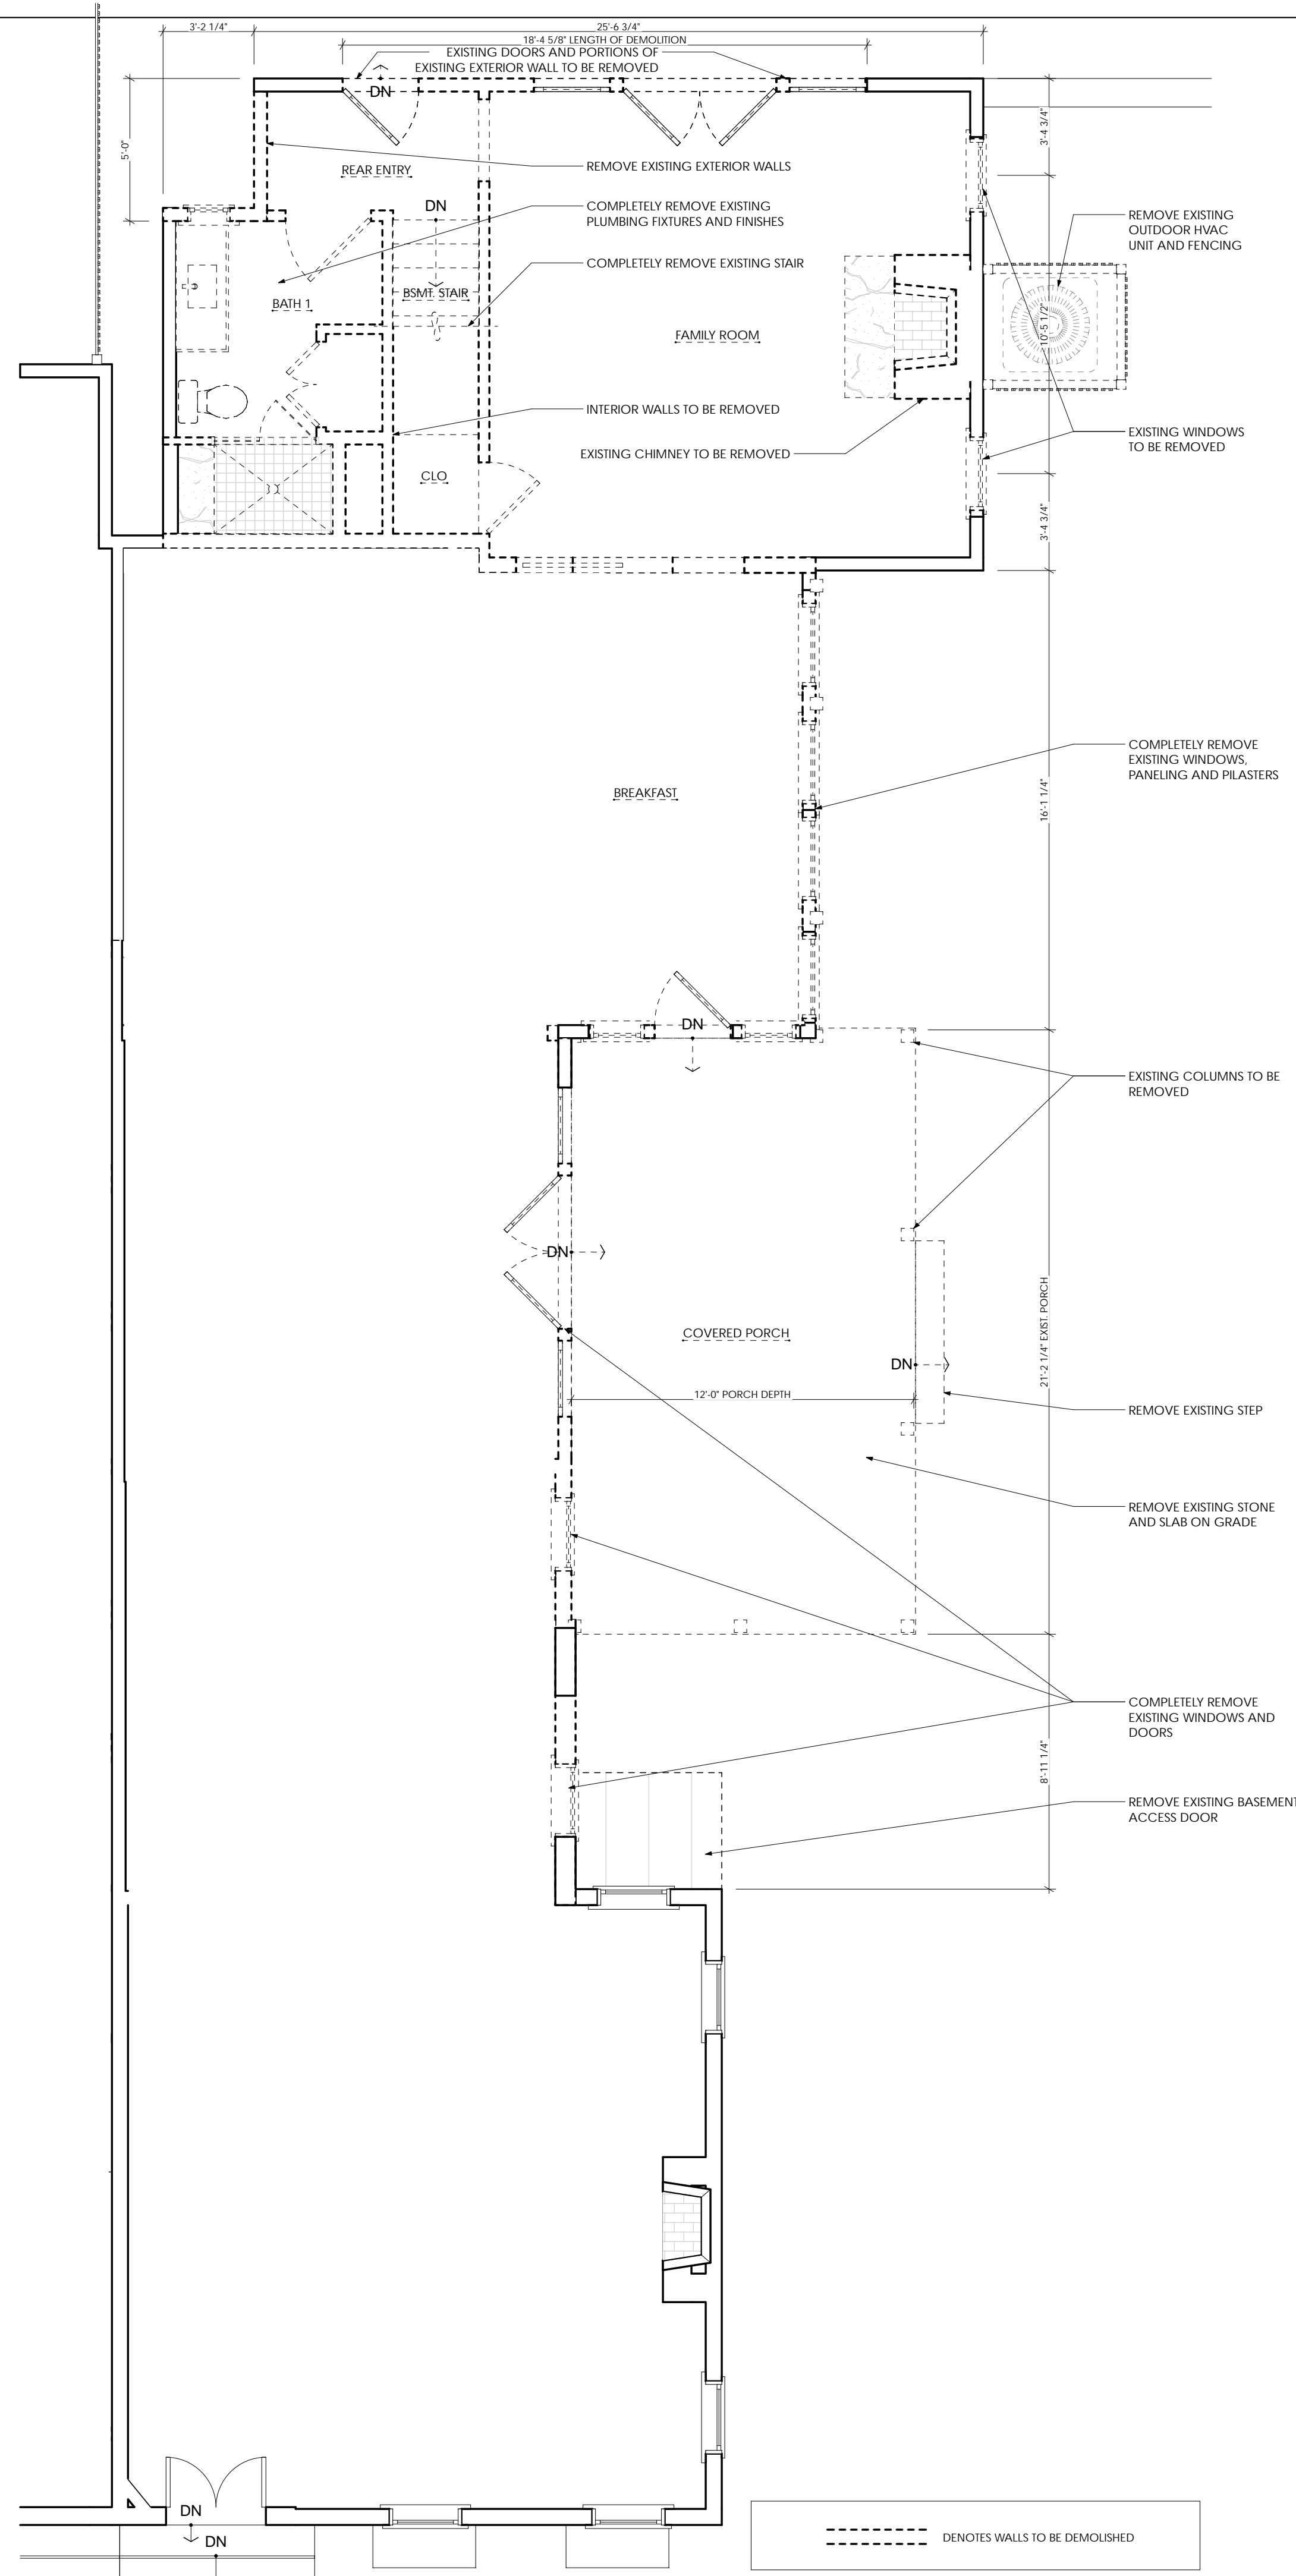 3'-2 1/4"
25'-6 3/4"
18'-4 5/8" LENGTH OF DEMOLITION
EXISTING DOORS AND PORTIONS OF
EXISTING EXTERIOR WALL TO BE REMOVED
DN
5'-0"
3'-4 3/4"
REAR ENTRY
REMOVE EXISTING EXTERIOR WALLS
DN
COMPLETELY REMOVE EXISTING
PLUMBING FIXTURES AND FINISHES
REMOVE EXISTING
OUTDOOR HVAC
UNIT AND FENCING
COMPLETELY REMOVE EXISTING STAIR
BSMT. STAIR
BATH 1
FAMILY ROOM
10'-5 1/2"
INTERIOR WALLS TO BE REMOVED
EXISTING WINDOWS
TO BE REMOVED
EXISTING CHIMNEY TO BE REMOVED
CLO
3'-4 3/4"
COMPLETELY REMOVE
EXISTING WINDOWS,
PANELING AND PILASTERS
BREAKFAST
16'-1 1/4"
DN
EXISTING COLUMNS TO BE
REMOVED
DN
COVERED PORCH
21'-2 1/4" EXIST. PORCH
DN
12'-0" PORCH DEPTH
REMOVE EXISTING STEP
REMOVE EXISTING STONE
AND SLAB ON GRADE
COMPLETELY REMOVE
EXISTING WINDOWS AND
DOORS
8'-11 1/4"
REMOVE EXISTING BASEMENT
ACCESS DOOR
DN
DN
DENOTES WALLS TO BE DEMOLISHED